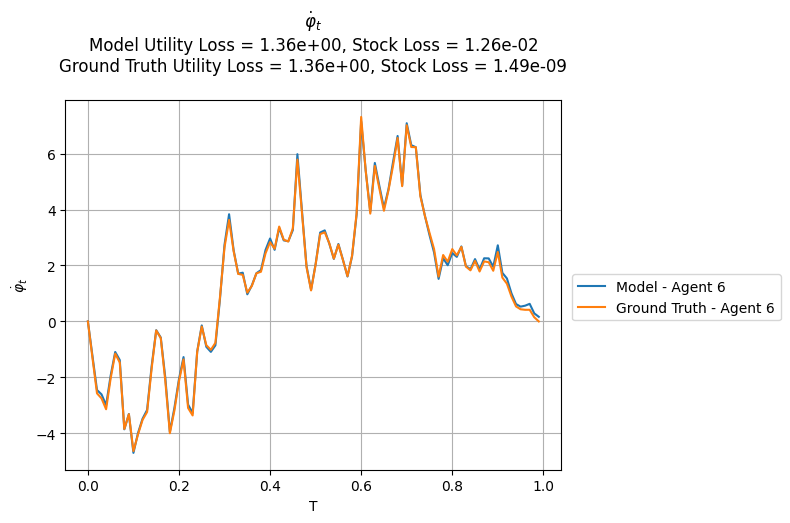 φ̇ₜ
Model Utility Loss = 1.36e+00, Stock Loss = 1.26e-02
Ground Truth Utility Loss = 1.36e+00, Stock Loss = 1.49e-09
φ̇ₜ
6
4
2
0
−2
−4
0.0 0.2 0.4 0.6 0.8 1.0
T
Model - Agent 6
Ground Truth - Agent 6